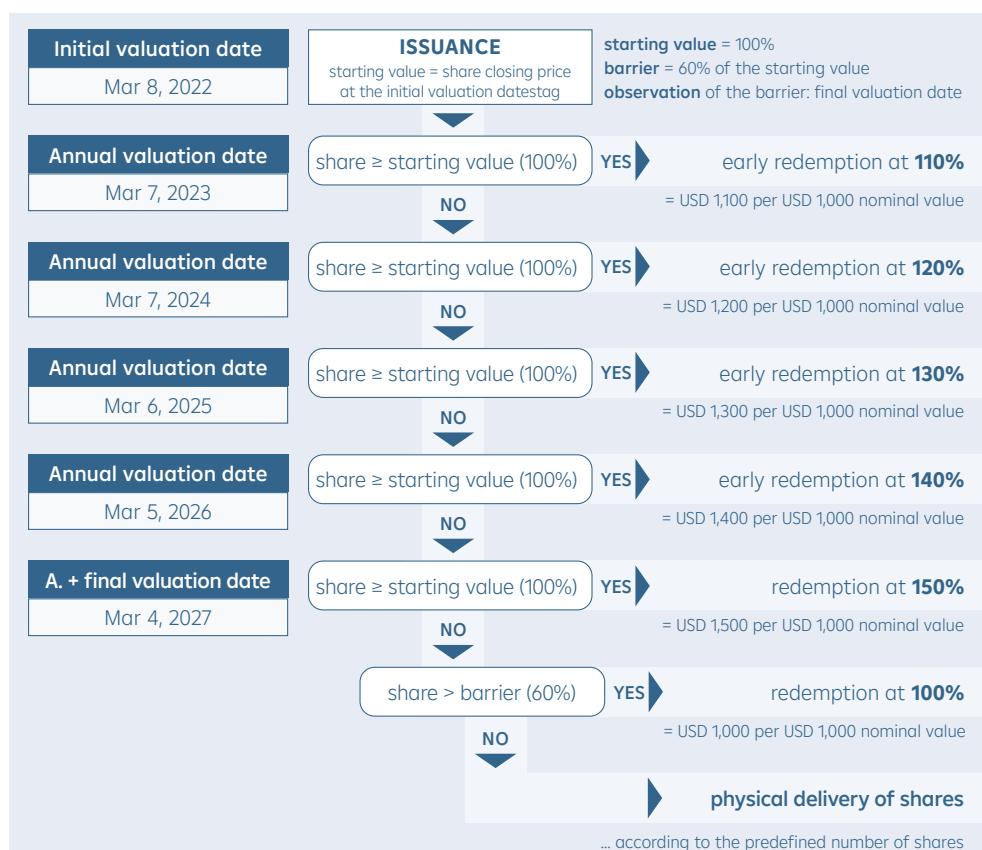 Initial valuation date
Mar 8, 2022
ISSUANCE
starting value = share closing price
at the initial valuation datestag
starting value = 100%
barrier = 60% of the starting value
observation of the barrier: final valuation date
Annual valuation date
Mar 7, 2023
share ≥ starting value (100%)
YES
early redemption at 110%
= USD 1,100 per USD 1,000 nominal value
NO
Annual valuation date
Mar 7, 2024
share ≥ starting value (100%)
YES
early redemption at 120%
= USD 1,200 per USD 1,000 nominal value
NO
Annual valuation date
Mar 6, 2025
share ≥ starting value (100%)
YES
early redemption at 130%
= USD 1,300 per USD 1,000 nominal value
NO
Annual valuation date
Mar 5, 2026
share ≥ starting value (100%)
YES
early redemption at 140%
= USD 1,400 per USD 1,000 nominal value
NO
A. + final valuation date
Mar 4, 2027
share ≥ starting value (100%)
YES
redemption at 150%
= USD 1,500 per USD 1,000 nominal value
NO
share > barrier (60%)
YES
redemption at 100%
= USD 1,000 per USD 1,000 nominal value
NO
physical delivery of shares
... according to the predefined number of shares